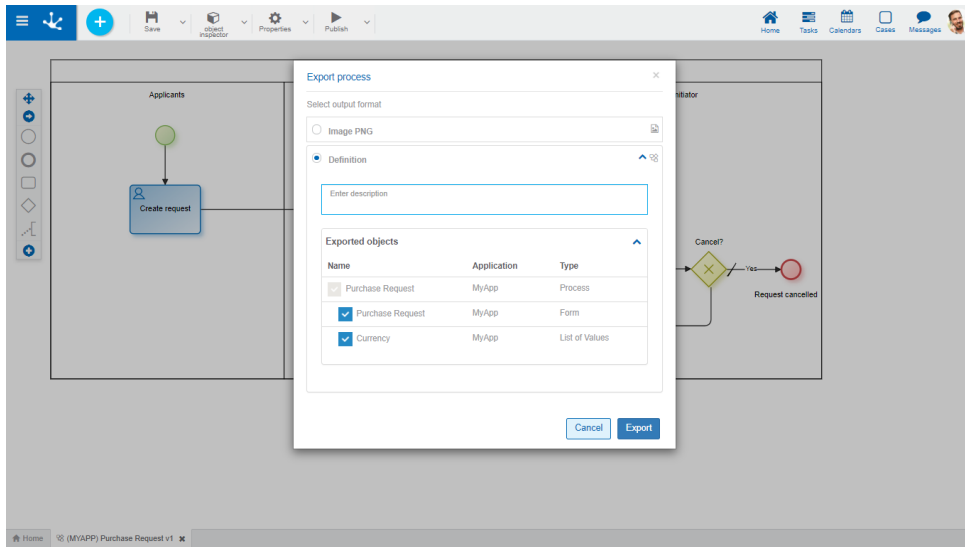 Save
object
inspector
Properties
Publish
Home
Tasks
Calendars
Cases
Messages
Applicants
Create request
Cancel?
Yes
Request cancelled
Export process
Select output format
Image PNG
Definition
Enter description
Exported objects
Name Application Type
Purchase Request MyApp Process
Purchase Request MyApp Form
Currency MyApp List of Values
Cancel Export
Home (MYAPP) Purchase Request v1